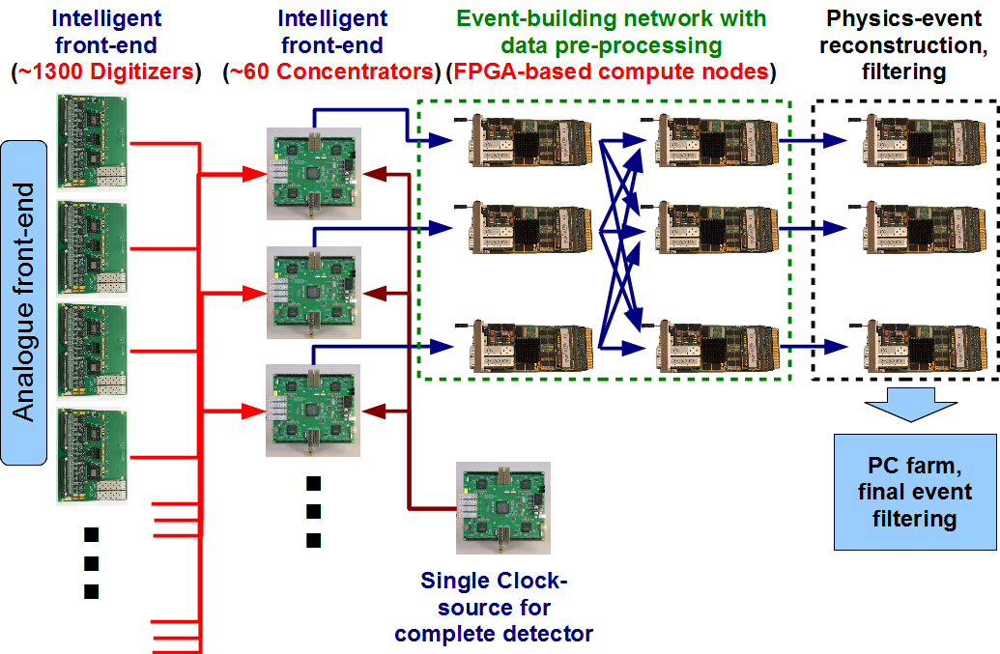 Intelligent
front-end
(~1300 Digitizers)
Intelligent
front-end
(~60 Concentrators)
Event-building network with
data pre-processing
(FPGA-based compute nodes)
Physics-event
reconstruction,
filtering
Analogue front-end
PC farm,
final event
filtering
Single Clock-
source for
complete detector